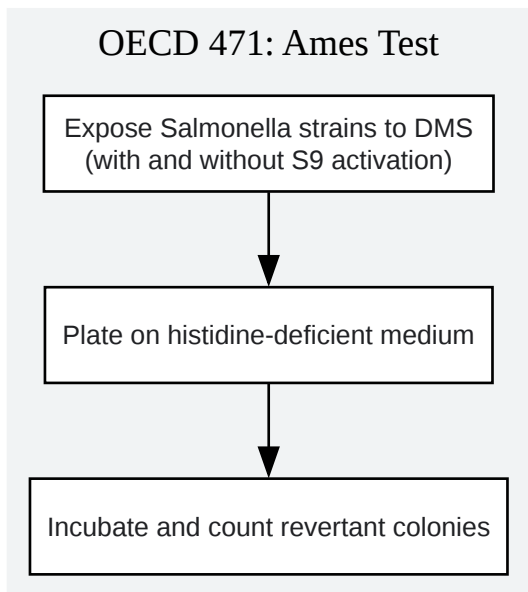 OECD 471: Ames Test
Expose Salmonella strains to DMS
(with and without S9 activation)
Plate on histidine-deficient medium
Incubate and count revertant colonies